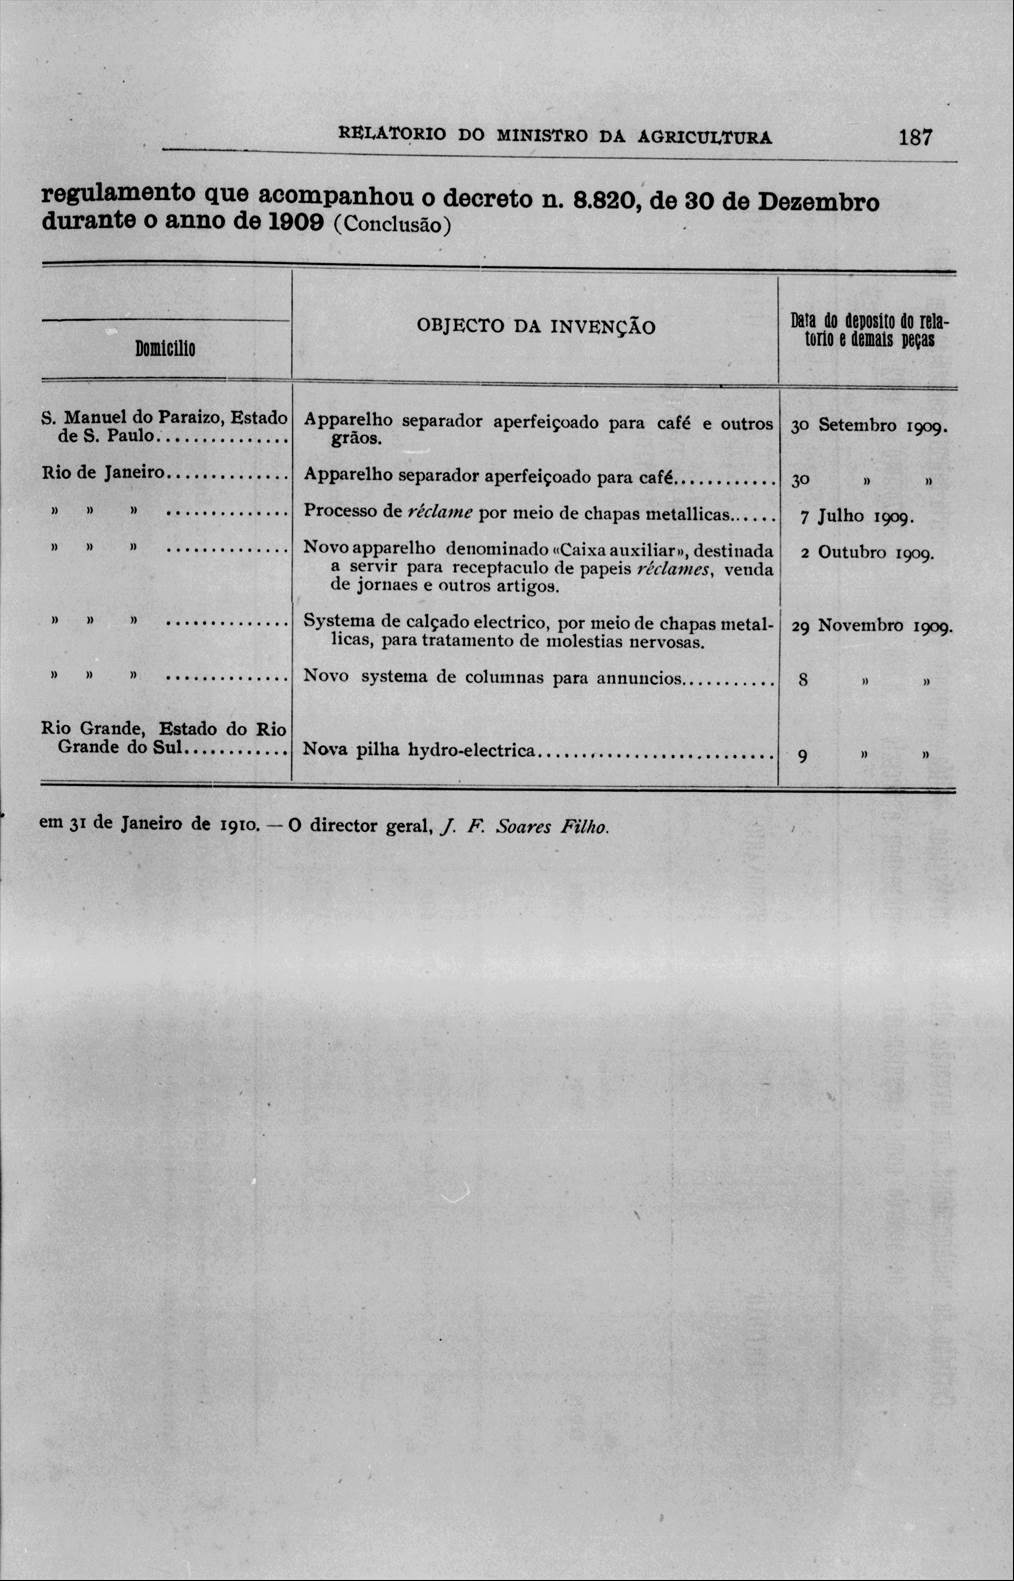 RELATORIO DO MINISTRO DA AGRICULTURA 187
regulamento que acompanhou o decreto n. 8.820, de 30 de Dezembro
durante o anno de 1909 (Conclusão)
Domicilio
OBJECTO DA INVENÇÃO
Data do deposito do rela-
torio e demais peças
S. Manuel do Paraizo, Estado
de S. Paulo...............
Apparelho separador aperfeiçoado para café e outros
grãos.
30 Setembro 1909.
Rio de Janeiro.............. Apparelho separador aperfeiçoado para café............ 30 » »
» » » .............. Processo de réclame por meio de chapas metallicas...... 7 Julho 1909.
» » » .............. Novo apparelho denominado «Caixa auxiliar», destinada 2 Outubro 1909.
a servir para receptaculo de papeis réclames, venda
de jornaes e outros artigos.
» » » .............. Systema de calçado electrico, por meio de chapas metal- 29 Novembro 1909.
licas, para tratamento de molestias nervosas.
» » » .............. Novo systema de columnas para annuncios........... 8 » »
Rio Grande, Estado do Rio
Grande do Sul............ Nova pilha hydro-electrica........................... 9 » »
em 31 de Janeiro de 1910. — O director geral, J. F. Soares Filho.